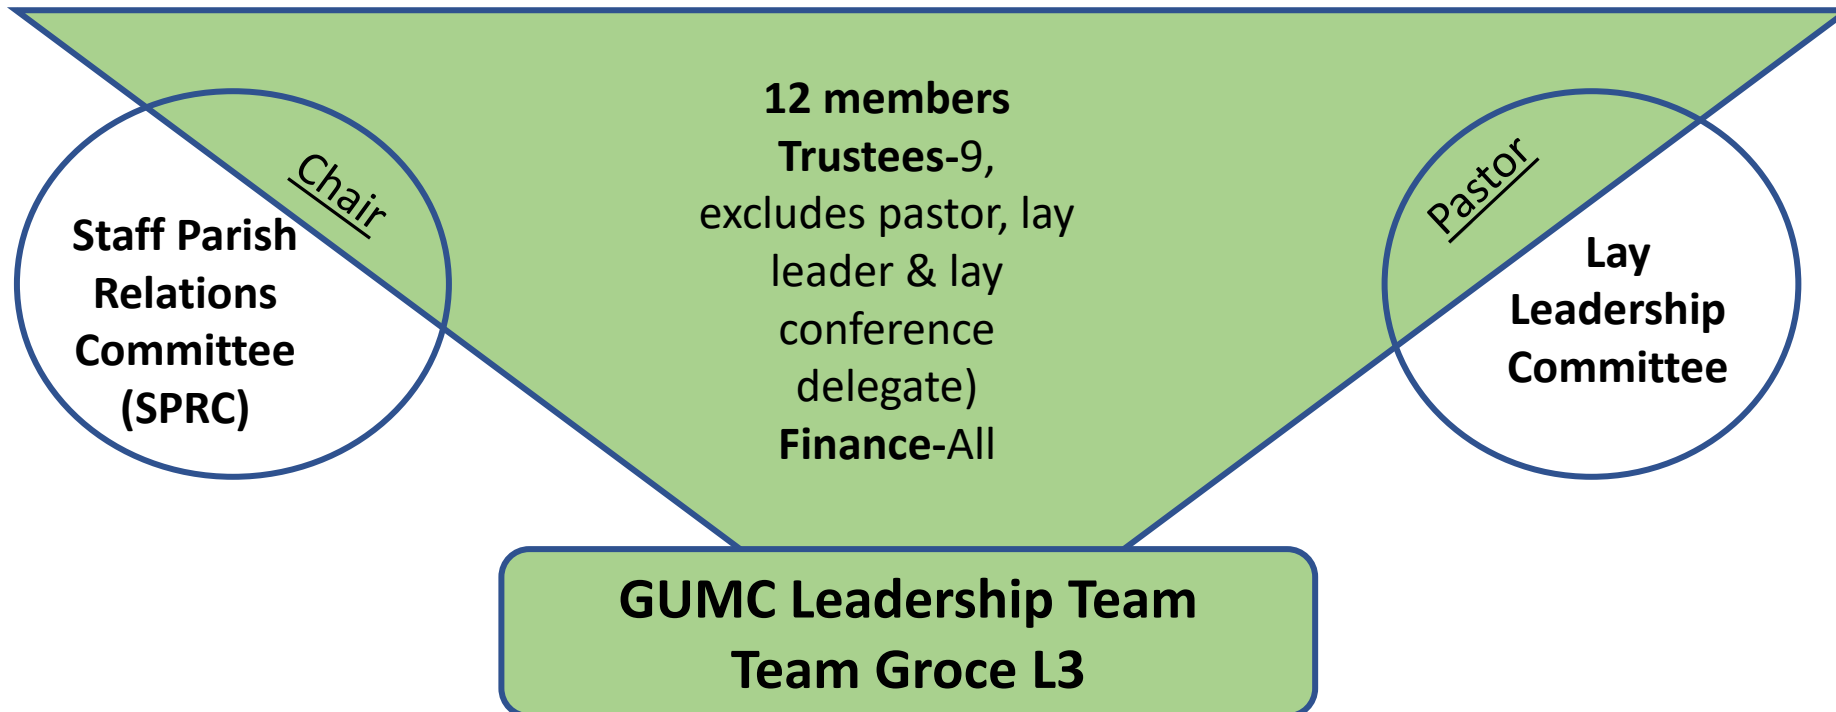 12 members
Trustees-9,
excludes pastor, lay
leader & lay
conference
delegate)
Finance-All
Chair
Staff Parish
Relations
Committee
(SPRC)
Pastor
Lay
Leadership
Committee
GUMC Leadership Team
Team Groce L3